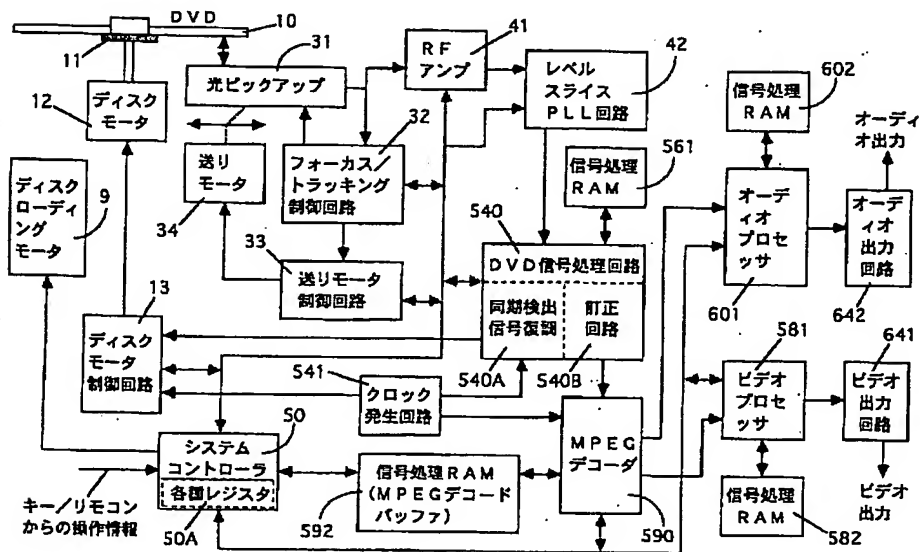 DVD
10
11
31
光ピックアップ
41
RF
アンプ
42
レベル
スライス
PLL回路
602
信号処理
RAM
オーディ
オ出力
12
ディスク
モータ
32
フォーカス/
トラッキング
制御回路
送り
モータ
34
561
信号処理
RAM
ディスク
ローディング
モータ
9
33
送りモータ
制御回路
540
DVD信号処理回路
同期検出
信号復調
訂正
回路
540A
540B
オーディ
オプロセ
ッサ
601
オーディ
オ出力
回路
642
13
ディスク
モータ
制御回路
541
クロック
発生回路
581
ビデオ
プロセ
ッサ
641
ビデオ
出力
回路
50
システム
コントローラ
各種レジスタ
50A
キー/リモコン
からの操作情報
信号処理RAM
(MPEGデコード
バッファ)
592
MPEG
デコーダ
590
信号処理
RAM
582
ビデオ
出力